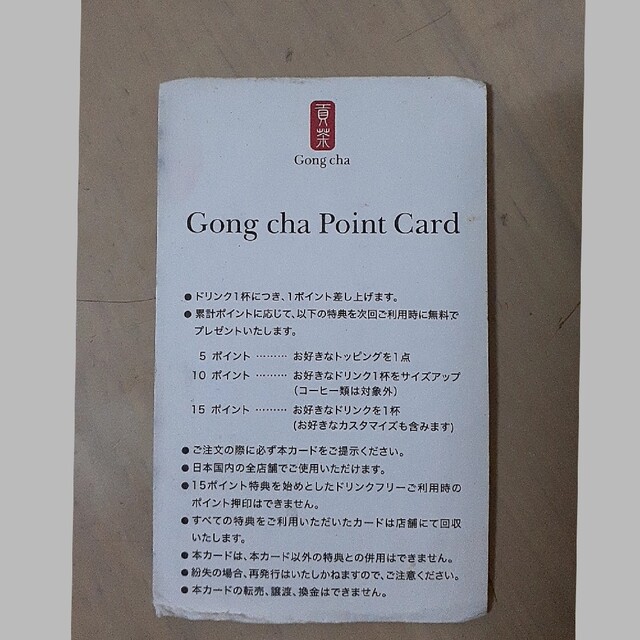 貢茶
Gong cha
Gong cha Point Card
●ドリンク1杯につき、1ポイント差し上げます。
●累計ポイントに応じて、以下の特典を次回ご利用時に無料で
プレゼントいたします。
5 ポイント ……… お好きなトッピングを1点
10 ポイント ……… お好きなドリンク1杯をサイズアップ
(コーヒー類は対象外)
15 ポイント ……… お好きなドリンクを1杯
(お好きなカスタマイズも含みます)
●ご注文の際に必ず本カードをご提示ください。
●日本国内の全店舗でご使用いただけます。
●15ポイント特典を始めとしたドリンクフリーご利用時の
ポイント押印はできません。
●すべての特典をご利用いただいたカードは店舗にて回収
いたします。
●本カードは、本カード以外の特典との併用はできません。
●紛失の場合、再発行はいたしかねますので、ご注意ください。
●本カードの転売、譲渡、換金はできません。